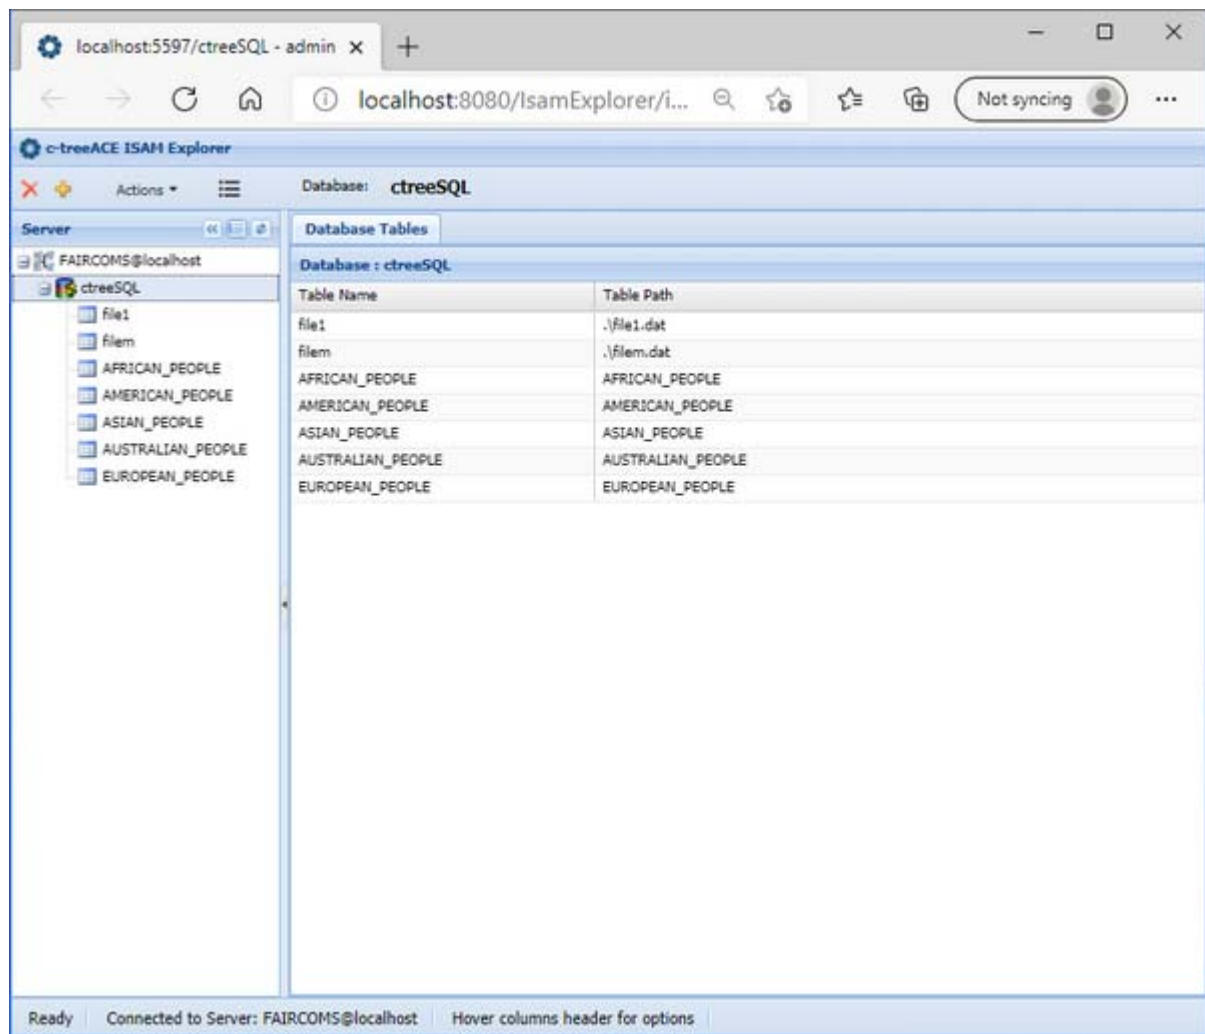 localhost:5597/ctreeSQL - admin
localhost:8080/IsamExplorer/i...
Not syncing
c-treeACE ISAM Explorer
Actions
Database: ctreeSQL
Server
FAIRCOMS@localhost
ctreeSQL
file1
filem
AFRICAN_PEOPLE
AMERICAN_PEOPLE
ASIAN_PEOPLE
AUSTRALIAN_PEOPLE
EUROPEAN_PEOPLE
Database Tables
Database : ctreeSQL
Table Name Table Path
file1 .\file1.dat
filem .\filem.dat
AFRICAN_PEOPLE AFRICAN_PEOPLE
AMERICAN_PEOPLE AMERICAN_PEOPLE
ASIAN_PEOPLE ASIAN_PEOPLE
AUSTRALIAN_PEOPLE AUSTRALIAN_PEOPLE
EUROPEAN_PEOPLE EUROPEAN_PEOPLE
Ready Connected to Server: FAIRCOMS@localhost Hover columns header for options